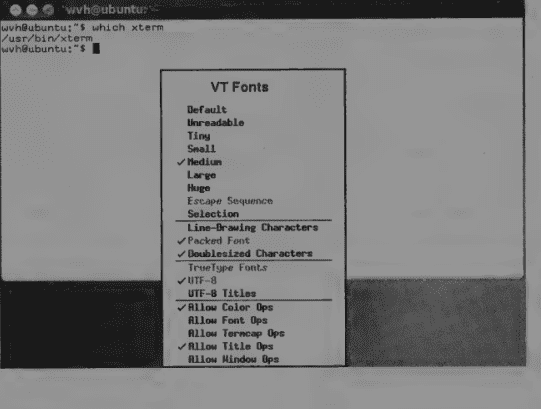 wvh@ubuntu: ~
wvh@ubuntu:~$ which xterm
/usr/bin/xterm
wvh@ubuntu:~$
VT Fonts
Default
Unreadable
Tiny
Small
✓Medium
Large
Huge
Escape Sequence
Selection
Line-Drawing Characters
✓Packed Font
✓Doublesized Characters
TrueType Fonts
✓UTF-8
UTF-8 Titles
✓Allow Color Ops
Allow Font Ops
Allow Termcap Ops
✓Allow Title Ops
Allow Window Ops